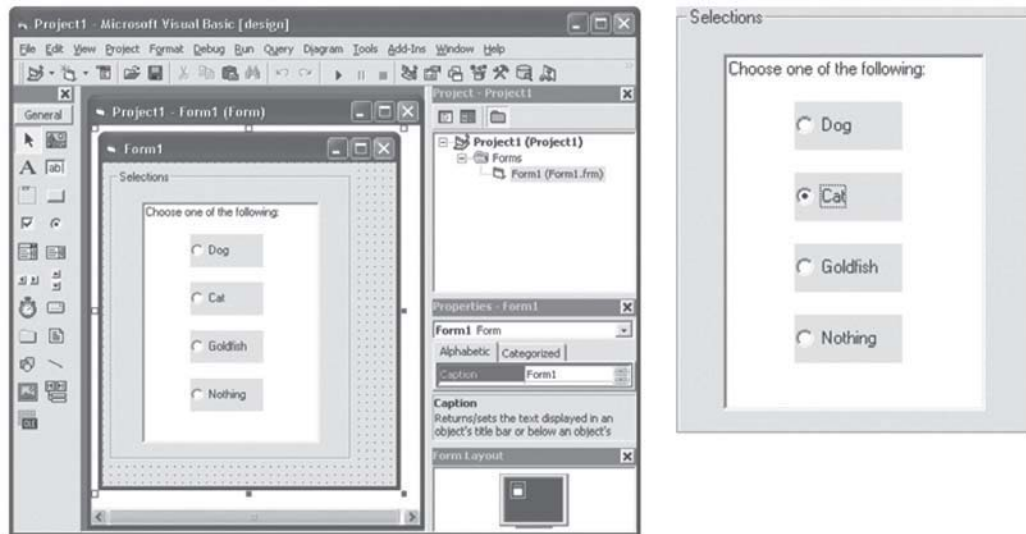 Project1 - Microsoft Visual Basic [design]
File Edit View Project Format Debug Run Query Diagram Tools Add-Ins Window Help
General
A
ab
Project1 - Form1 (Form)
Form1
Selections
Choose one of the following:
Dog
Cat
Goldfish
Nothing
Project - Project1
Project1 (Project1)
Forms
Form1 (Form1.frm)
Properties - Form1
Form1 Form
Alphabetic Categorized
Caption Form1
Caption
Returns/sets the text displayed in an
object's title bar or below an object's
Form Layout
Selections
Choose one of the following:
Dog
Cat
Goldfish
Nothing